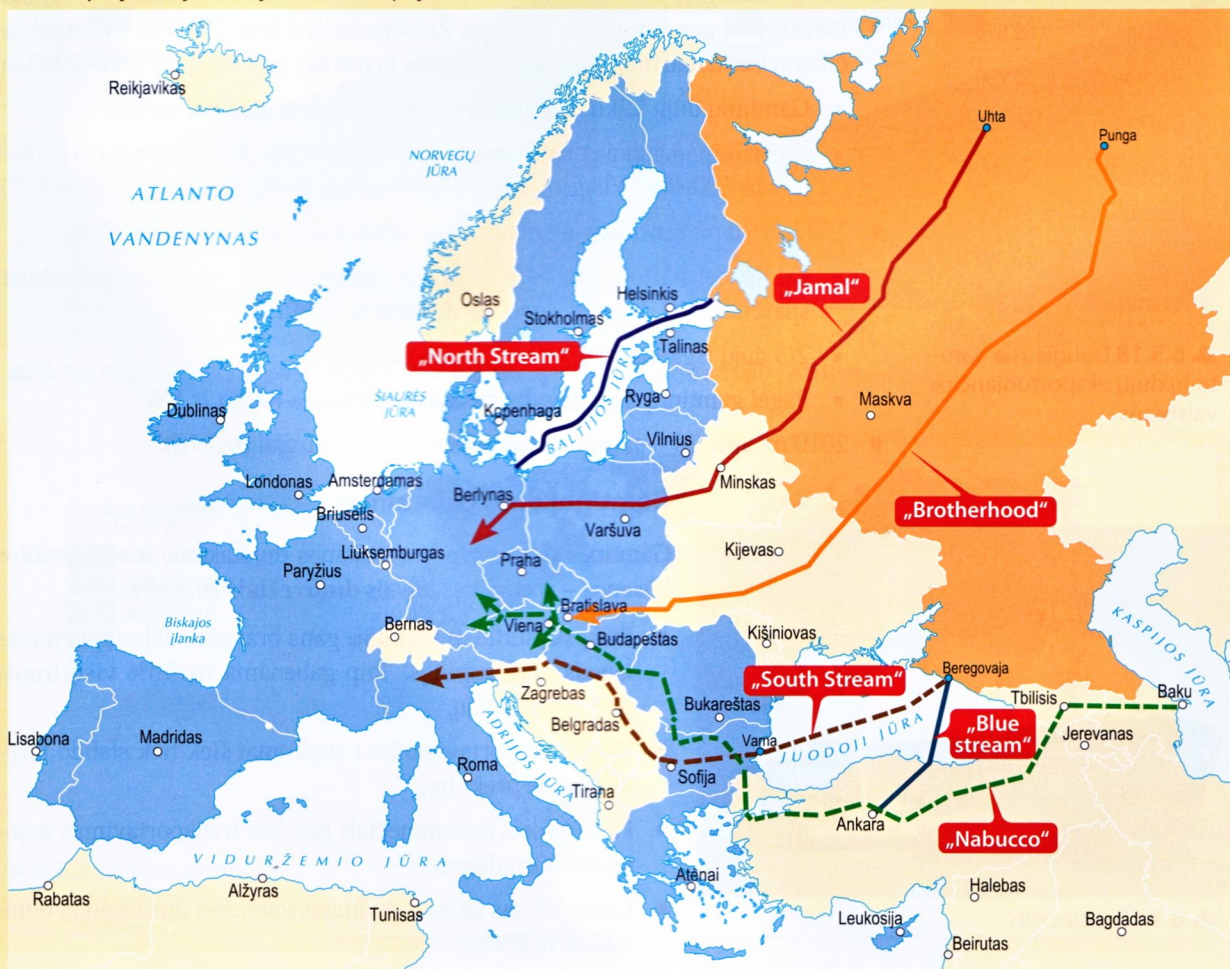 Reikjavikas
ATLANTO
VANDENYNAS
NORVEGŲ
JŪRA
Uhta
Punga
Oslas
Helsinkis
Stokholmas
Talinas
„Jamal“
„North Stream“
ŠIAURĖS
JŪRA
BALTIJOS JŪRA
Ryga
Kopenhaga
Dublinas
Maskva
Vilnius
Minskas
Londonas
Amsterdamas
Berlynas
„Brotherhood“
Briuselis
Varšuva
Liuksemburgas
Kijevas
Praha
Paryžius
Bratislava
Biskajos
įlanka
Bernas
Viena
Budapeštas
Kišiniovas
KASPIJOS JŪRA
Beregovaja
„South Stream“
Zagrebas
Tbilisis
Baku
Belgradas
Bukareštas
„Blue
stream“
Jerevanas
Lisabona
Madridas
ADRIJOS JŪRA
Varna
JUODOJI JŪRA
Roma
Sofija
Tirana
Ankara
„Nabucco“
VIDURŽEMIO JŪRA
Atėnai
Rabatas
Alžyras
Tunisas
Halebas
Leukosija
Bagdadas
Beirutas